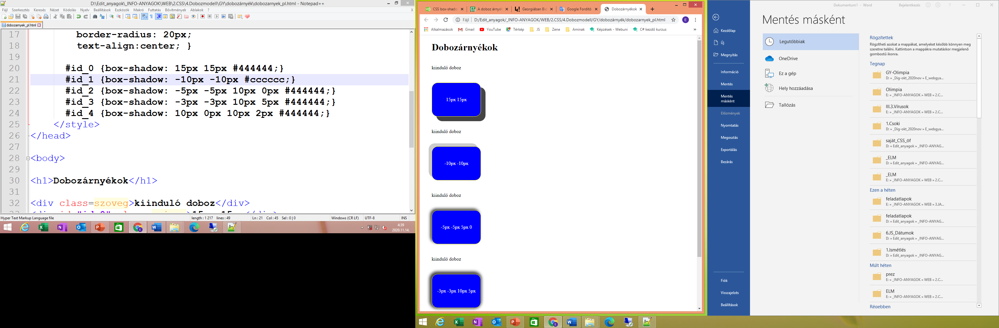 D:\Edit_anyagok\_INFO-ANYAGOK\WEB\2.CSS\4.Dobozmodell\GY\dobozárnyék\dobozarnyek_pl.html - Notepad++
Fájl Szerkesztés Keresés Nézet Kódolás Nyelv Beállítások Eszközök Makró Futtatás Bővítmények Ablakok ? X
dobozarnyek_pl.html
17 border-radius: 20px;
18 text-align:center; }
19
20 #id_0 {box-shadow: 15px 15px #444444;}
21 #id_1 {box-shadow: -10px -10px #cccccc;}
22 #id_2 {box-shadow: -5px -5px 10px 0px #444444;}
23 #id_3 {box-shadow: -3px -3px 10px 5px #444444;}
24 #id_4 {box-shadow: 10px 0px 10px 2px #444444;}
25 </style>
26 </head>
27
28 <body>
29
30 <h1>Dobozárnyékok</h1>
31
32 <div class=szoveg>kiinduló doboz</div>
Hyper Text Markup Language file length : 1 217 lines : 49 Ln : 21 Col : 45 Sel : 0 | 0 Windows (CR LF) UTF-8 INS
4:39
2020.11.14.
CSS box-shado
A doboz árnyék
Georgiában Bid
Google Fordító
Dobozárnyékok
Fájl | D:/Edit_anyagok/_INFO-ANYAGOK/WEB/2.CSS/4.Dobozmodell/GY/dobozárnyék/dobozarnyek_pl.html
E
Alkalmazások Gmail YouTube Térkép JS Zene Aminak Képzések - Webuni C# kezdő kurzus »
Dobozárnyékok
kiinduló doboz
15px 15px
kiinduló doboz
-10px -10px
kiinduló doboz
-5px -5px 5px 0
kiinduló doboz
-3px -3px 10px 5px
Dokumentum1 - Word
Bejelentkezés
?
Kezdőlap
Új
Megnyitás
Információ
Mentés
Mentés
másként
Előzmények
Nyomtatás
Megosztás
Exportálás
Bezárás
Fiók
Visszajelzés
Beállítások
Mentés másként
Legutóbbiak
OneDrive
Ez a gép
Hely hozzáadása
Tallózás
Rögzítettek
Rögzítheti azokat a mappákat, amelyeket később könnyen meg
szeretne találni. Kattintson a mappákra mutatáskor megjelenő
gombostű ikonra.
Tegnap
GY-Olimpia
D: » _Dig-okt_2020nov » E_webgya...
Olimpia
E: » _INFO-ANYAGOK » WEB » 2.C...
III.3.Vírusok
E: » _INFO-ANYAGOK » WEB » 2.C...
1.Csoki
D: » _Dig-okt_2020nov » E_webgya...
saját_CSS_öf
D: » Edit_anyagok » _INFO-ANYAG...
_ELM
D: » Edit_anyagok » _INFO-ANYAG...
_ELM
E: » _INFO-ANYAGOK » WEB » 2.C...
Ezen a héten
feladatlapok
E: » _INFO-ANYAGOK » WEB » 3.JA...
feladatlapok
D: » Edit_anyagok » _INFO-ANYAG...
6.JS_Dátumok
D: » Edit_anyagok » _INFO-ANYAG...
1.Ismétlés
D: » Edit_anyagok » _INFO-ANYAG...
Múlt héten
prez
E: » _INFO-ANYAGOK » WEB » 2.C...
ELM
E: » _INFO-ANYAGOK » WEB » 2.C...
Régebben